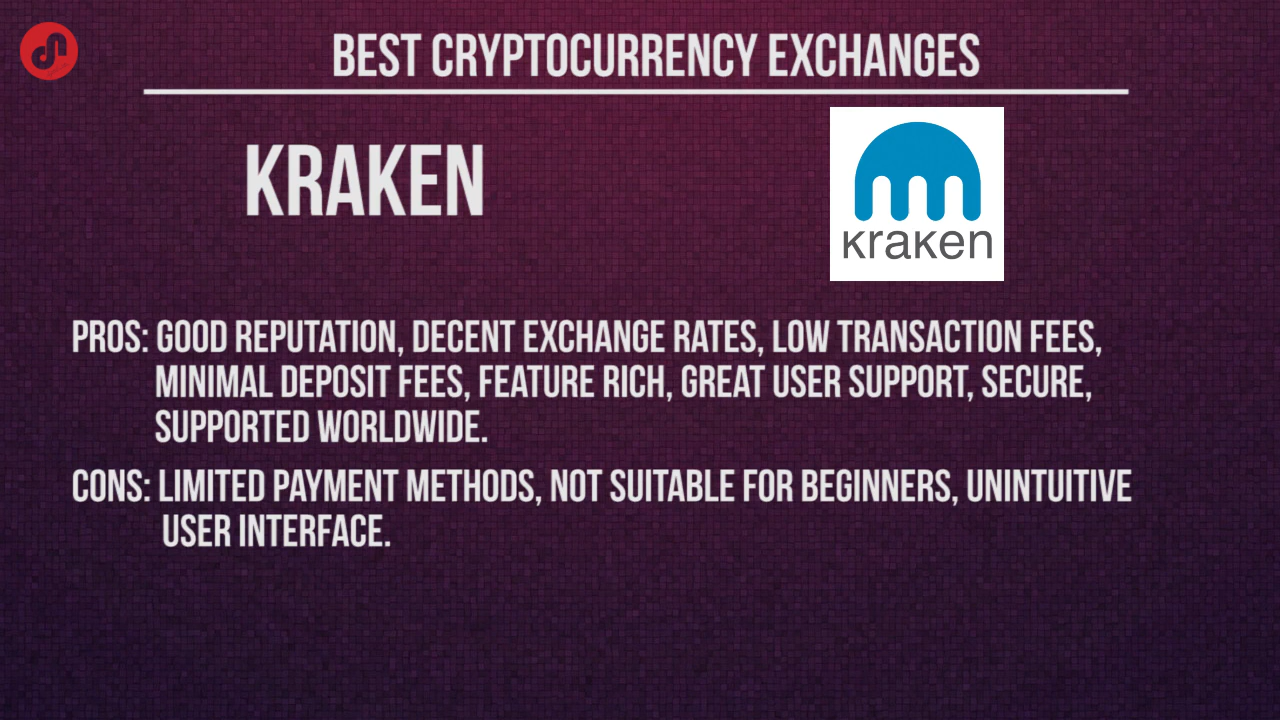 BEST CRYPTOCURRENCY EXCHANGES
KRAKEN
kraken
PROS: GOOD REPUTATION, DECENT EXCHANGE RATES, LOW TRANSACTION FEES,
MINIMAL DEPOSIT FEES, FEATURE RICH, GREAT USER SUPPORT, SECURE,
SUPPORTED WORLDWIDE.
CONS: LIMITED PAYMENT METHODS, NOT SUITABLE FOR BEGINNERS, UNINTUITIVE
USER INTERFACE.